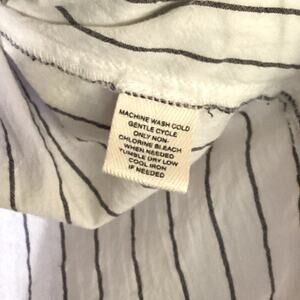 MACHINE WASH COLD
GENTLE CYCLE
ONLY NON-
CHLORINE BLEACH
WHEN NEEDED
TUMBLE DRY LOW
COOL IRON
IF NEEDED